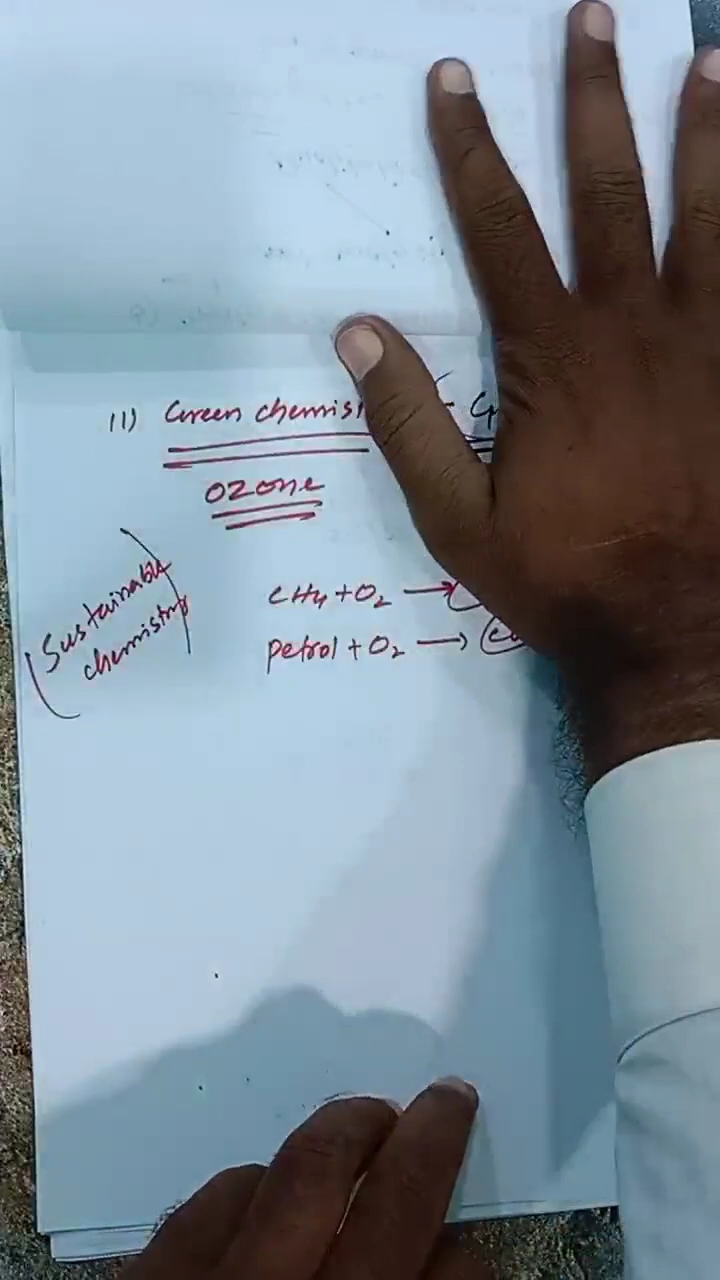 11) Green chemis
Ozone
(Sustainable
chemistry)
CH4 + O2 →
petrol + O2 →